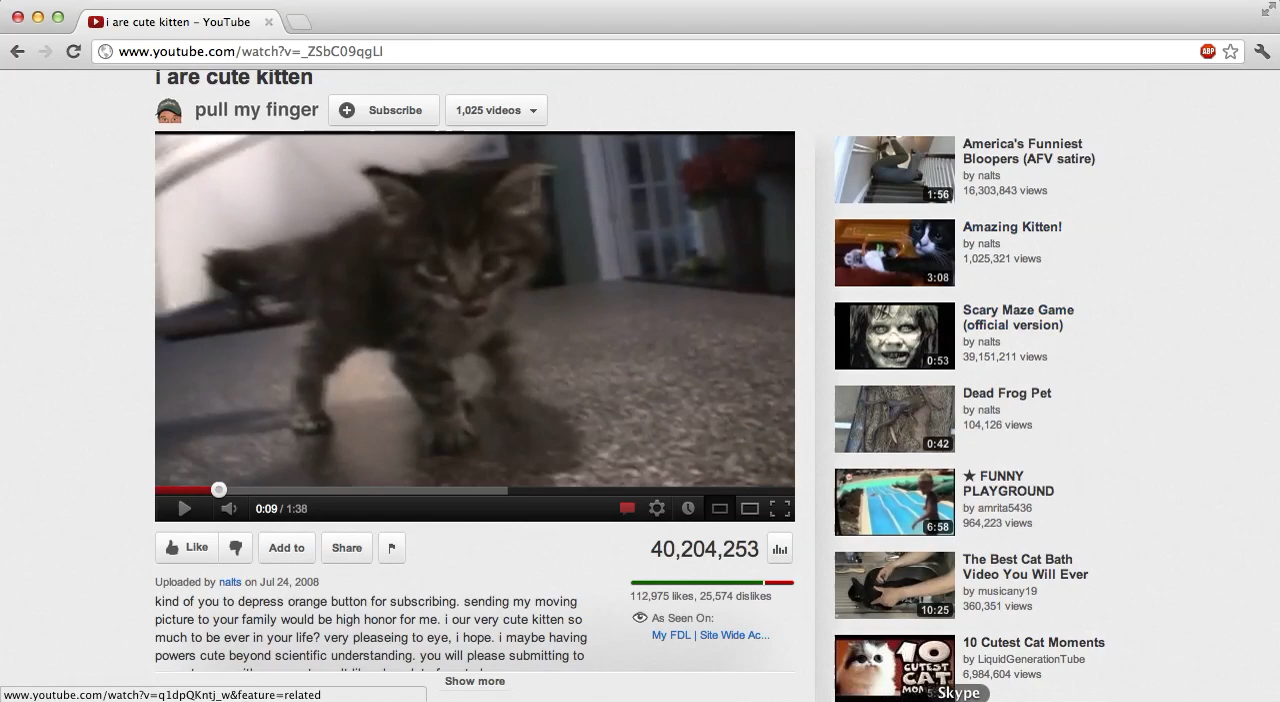 i are cute kitten – YouTube
www.youtube.com/watch?v=_ZSbC09qgLI
ABP
i are cute kitten
pull my finger
Subscribe
1,025 videos
0:09 / 1:38
Like
Add to
Share
40,204,253
Uploaded by nalts on Jul 24, 2008
kind of you to depress orange button for subscribing. sending my moving
picture to your family would be high honor for me. i our very cute kitten so
much to be ever in your life? very pleaseing to eye, i hope. i maybe having
powers cute beyond scientific understanding. you will please submitting to
112,975 likes, 25,574 dislikes
As Seen On:
My FDL | Site Wide Ac...
Show more
America's Funniest
Bloopers (AFV satire)
by nalts
16,303,843 views
1:56
Amazing Kitten!
by nalts
1,025,321 views
3:08
Scary Maze Game
(official version)
by nalts
39,151,211 views
0:53
Dead Frog Pet
by nalts
104,126 views
0:42
★ FUNNY
PLAYGROUND
by amrita5436
964,223 views
6:58
The Best Cat Bath
Video You Will Ever
by musicany19
360,351 views
10:25
10 Cutest Cat Moments
by LiquidGenerationTube
6,984,604 views
10
CUTEST
CAT
Skype
www.youtube.com/watch?v=q1dpQKntj_w&feature=related